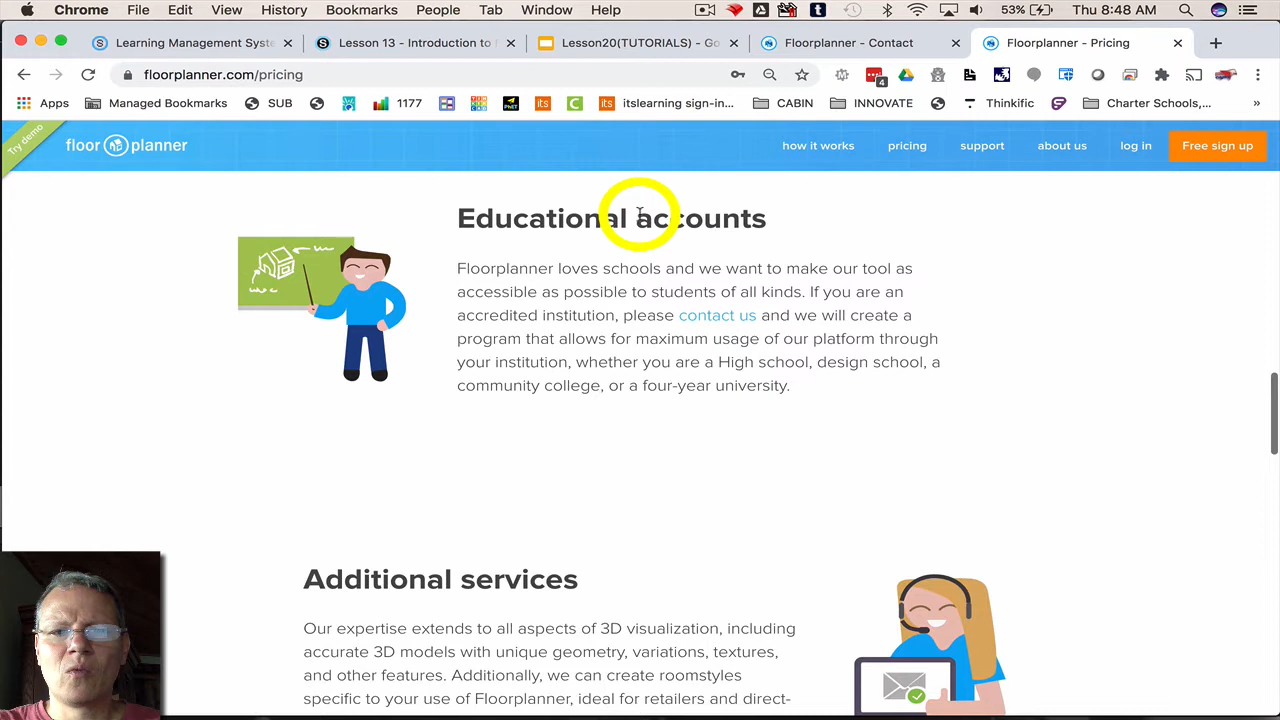 Chrome File Edit View History Bookmarks People Tab Window Help 53% Thu 8:48 AM
Learning Management Syste Lesson 13 - Introduction to Lesson20(TUTORIALS) - Go Floorplanner - Contact Floorplanner - Pricing
floorplanner.com/pricing 4
Apps Managed Bookmarks SUB 1177 PhET its C its itslearning sign-in... CABIN INNOVATE Thinkific Charter Schools,... »
Try demo floor planner how it works pricing support about us log in Free sign up
Educational accounts
Floorplanner loves schools and we want to make our tool as
accessible as possible to students of all kinds. If you are an
accredited institution, please contact us and we will create a
program that allows for maximum usage of our platform through
your institution, whether you are a High school, design school, a
community college, or a four-year university.
Additional services
Our expertise extends to all aspects of 3D visualization, including
accurate 3D models with unique geometry, variations, textures,
and other features. Additionally, we can create roomstyles
specific to your use of Floorplanner, ideal for retailers and direct-